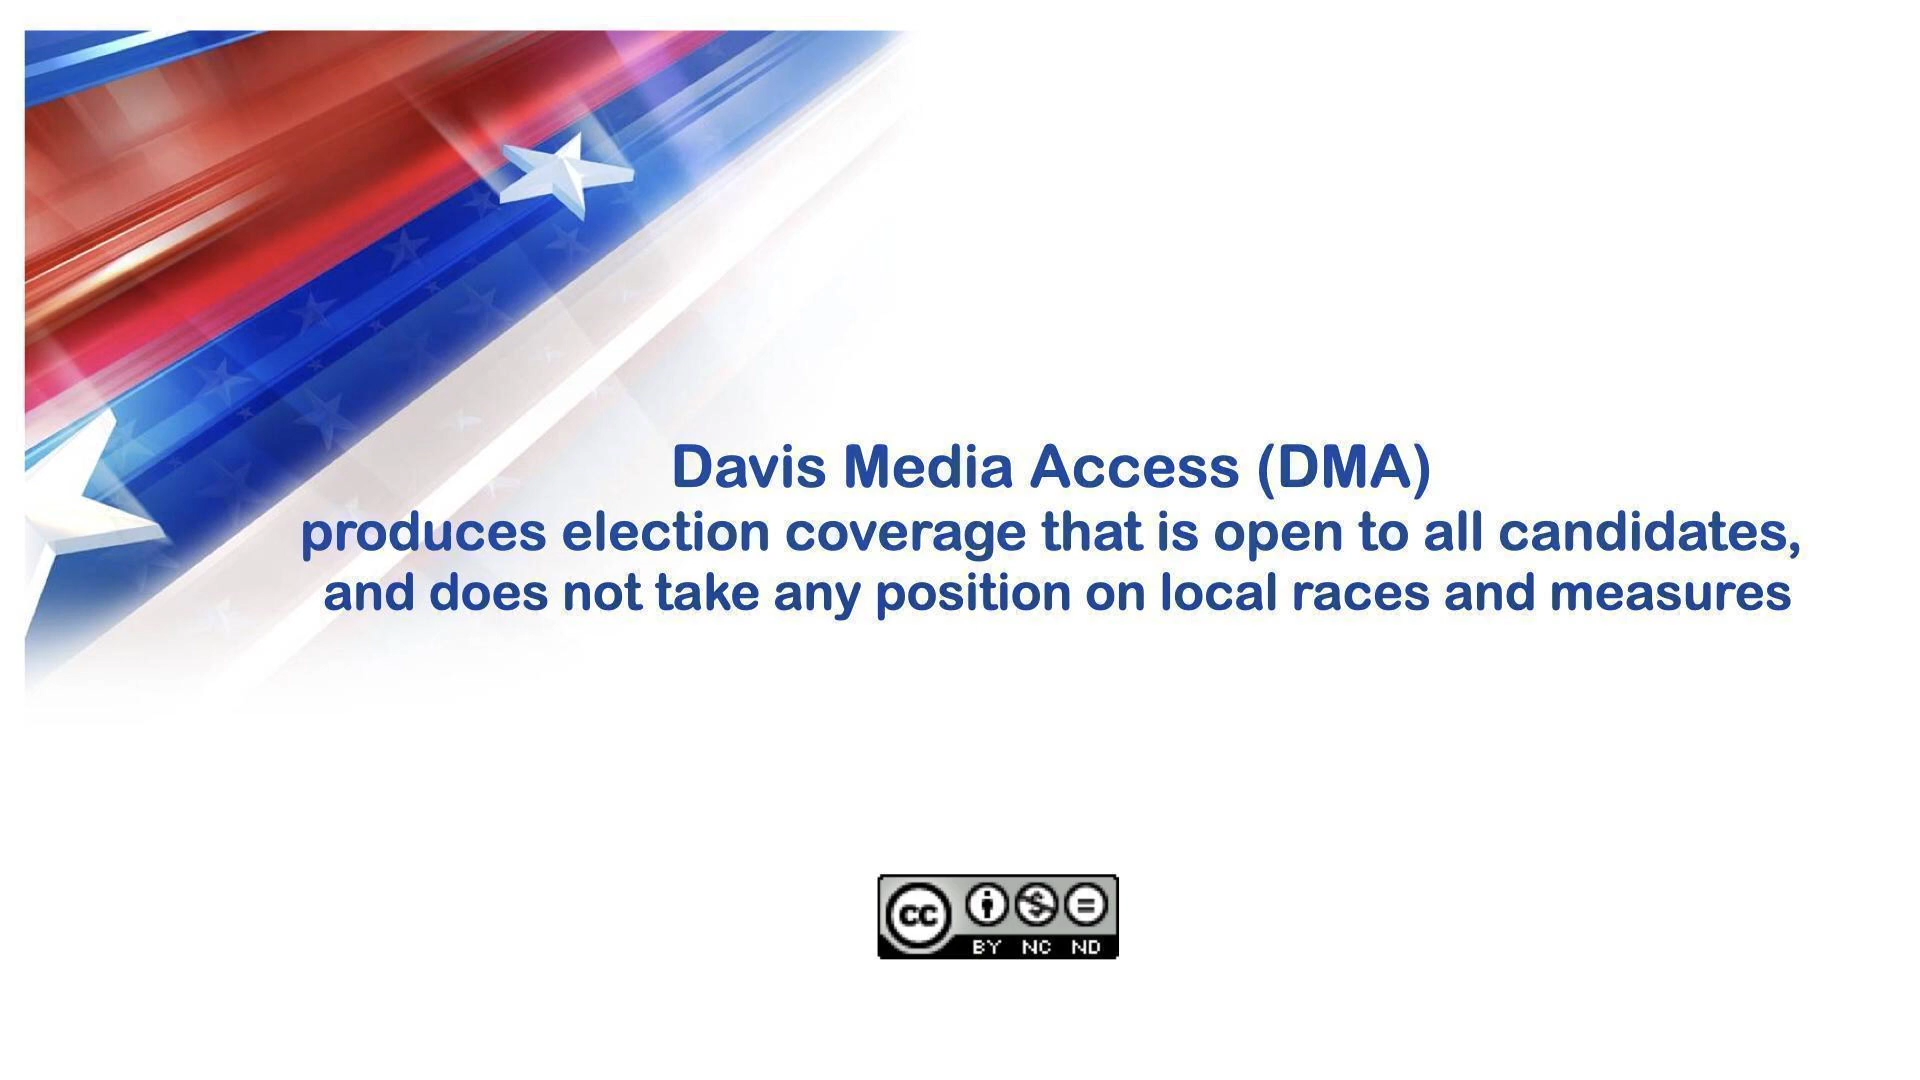 Davis Media Access (DMA)
produces election coverage that is open to all candidates,
and does not take any position on local races and measures
cc
BY NC ND